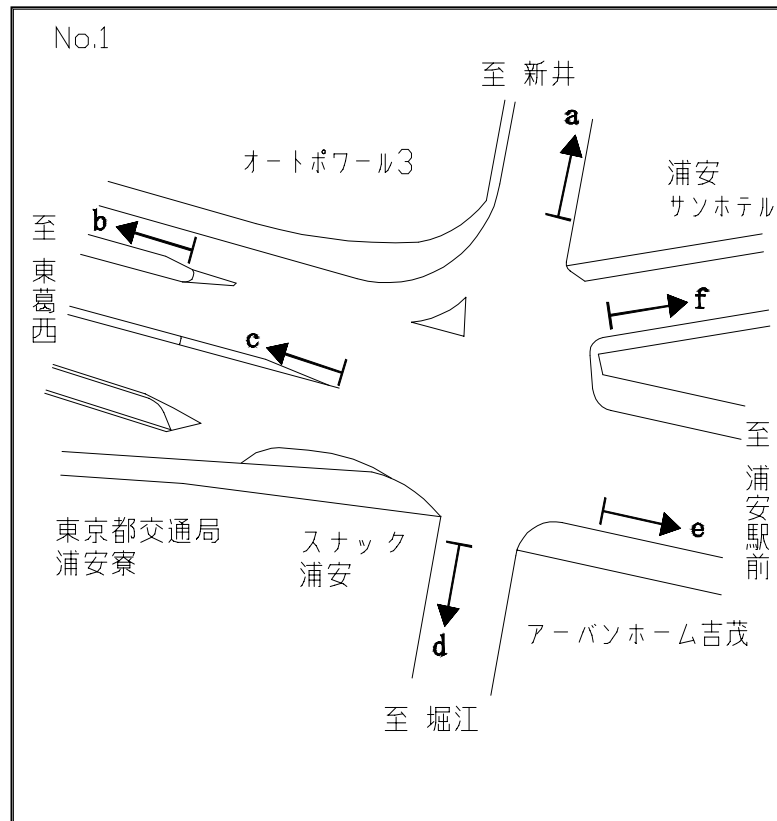 No.1
至 新井
a
オートポワール3
浦安
サンホテル
b
至 東葛西
f
c
至 浦安駅前
東京都交通局
浦安寮
スナック
浦安
e
d
アーバンホーム吉茂
至 堀江